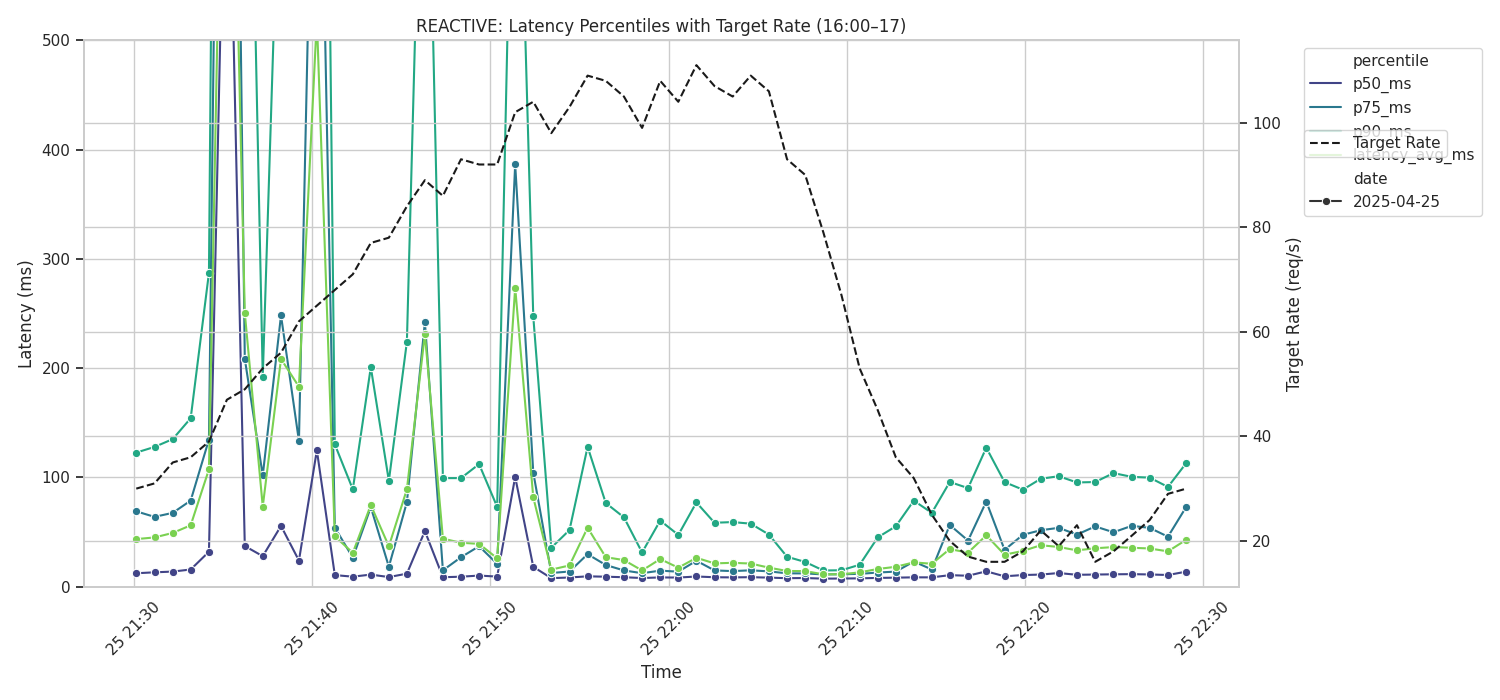 REACTIVE: Latency Percentiles with Target Rate (16:00–17)
500
400
300
200
100
0
Latency (ms)
100
80
60
40
20
Target Rate (req/s)
25 21:30
25 21:40
25 21:50
25 22:00
25 22:10
25 22:20
25 22:30
Time
percentile
p50_ms
p75_ms
p90_ms
Target Rate
latency_avg_ms
date
2025-04-25